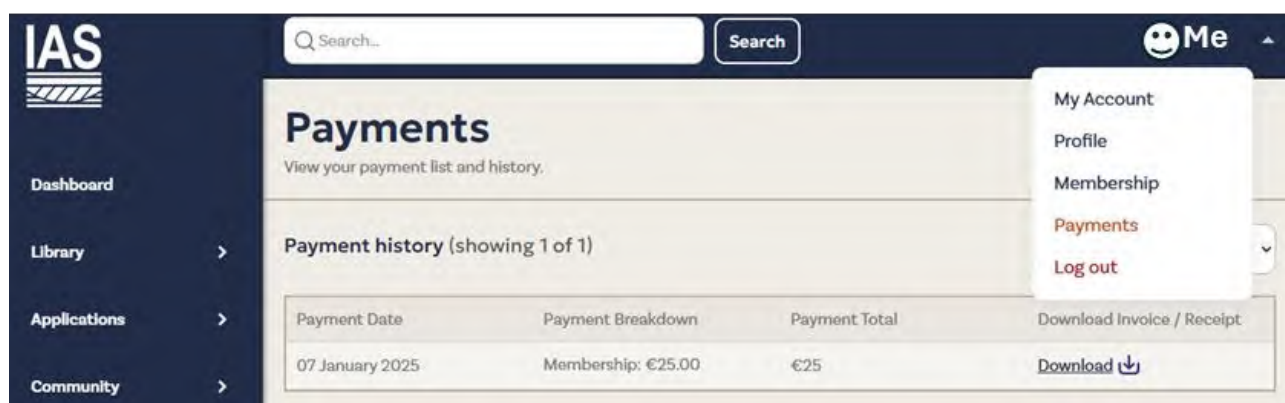 IAS
Search...
Search
Me
My Account
Profile
Membership
Payments
Log out
Dashboard
Library
Applications
Community
Payments
View your payment list and history.
Payment history (showing 1 of 1)
Payment Date Payment Breakdown Payment Total Download Invoice / Receipt
07 January 2025 Membership: €25.00 €25 Download